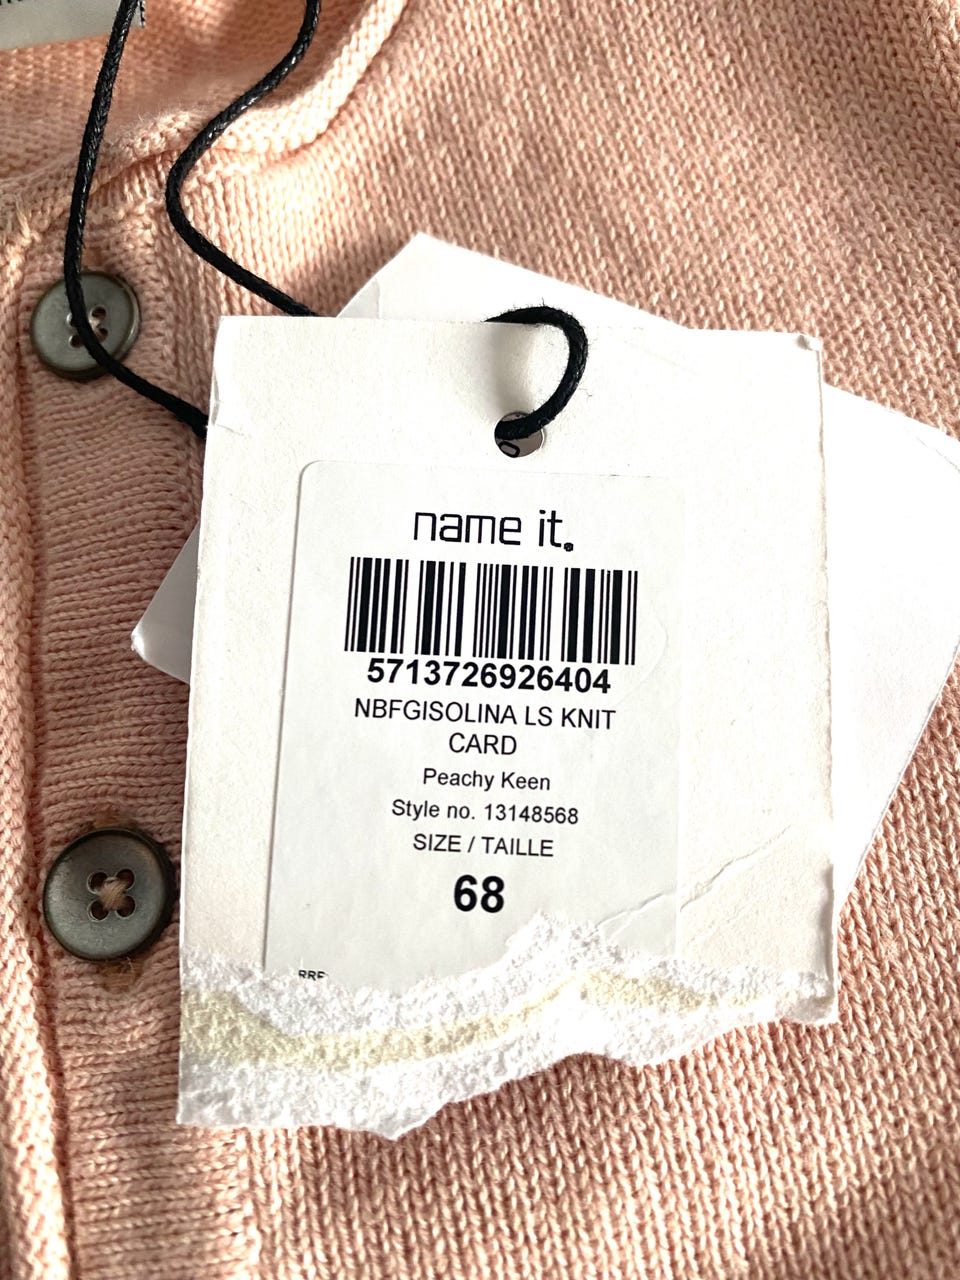 name it.
5713726926404
NBFGISOLINA LS KNIT
CARD
Peachy Keen
Style no. 13148568
SIZE / TAILLE
68